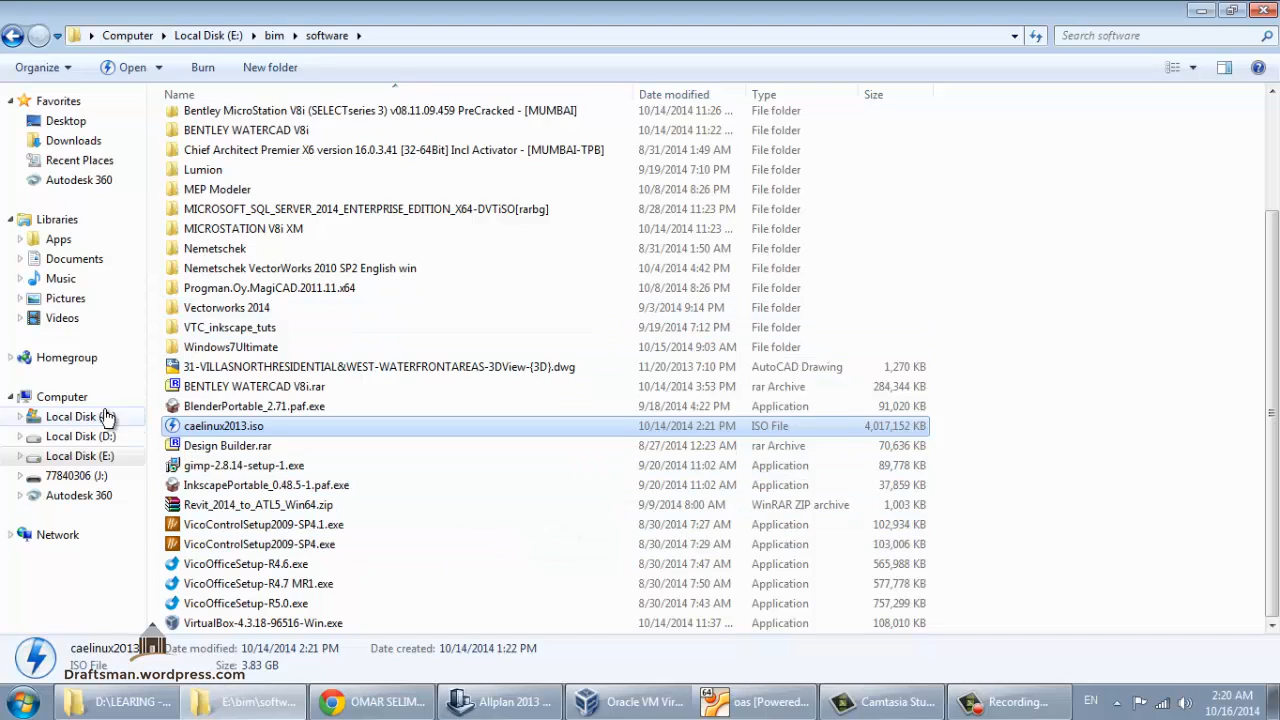 Computer Local Disk (E:) bim software Search software
Organize Open Burn New folder
Name Date modified Type Size
Favorites
Desktop
Downloads
Recent Places
Autodesk 360
Libraries
Apps
Documents
Music
Pictures
Videos
Homegroup
Computer
Local Disk
Local Disk (D:)
Local Disk (E:)
77840306 (J:)
Autodesk 360
Network
Bentley MicroStation V8i (SELECTseries 3) v08.11.09.459 PreCracked - [MUMBAI] 10/14/2014 11:26 ... File folder
BENTLEY WATERCAD V8i 10/14/2014 11:22 ... File folder
Chief Architect Premier X6 version 16.0.3.41 [32-64Bit] Incl Activator - [MUMBAI-TPB] 8/31/2014 1:49 AM File folder
Lumion 9/19/2014 7:10 PM File folder
MEP Modeler 10/8/2014 8:26 PM File folder
MICROSOFT_SQL_SERVER_2014_ENTERPRISE_EDITION_X64-DVTiSO[rarbg] 8/28/2014 11:23 PM File folder
MICROSTATION V8i XM 10/14/2014 11:23 ... File folder
Nemetschek 8/31/2014 1:50 AM File folder
Nemetschek VectorWorks 2010 SP2 English win 10/4/2014 4:42 PM File folder
Progman.Oy.MagiCAD.2011.11.x64 10/8/2014 8:26 PM File folder
Vectorworks 2014 9/3/2014 9:14 PM File folder
VTC_inkscape_tuts 9/19/2014 7:12 PM File folder
Windows7Ultimate 10/15/2014 9:03 AM File folder
31-VILLASNORTHRESIDENTIAL&WEST-WATERFRONTAREAS-3DView-{3D}.dwg 11/20/2013 7:10 PM AutoCAD Drawing 1,270 KB
BENTLEY WATERCAD V8i.rar 10/14/2014 3:53 PM rar Archive 284,344 KB
BlenderPortable_2.71.paf.exe 9/18/2014 4:22 PM Application 91,020 KB
caelinux2013.iso 10/14/2014 2:21 PM ISO File 4,017,152 KB
Design Builder.rar 8/27/2014 12:23 AM rar Archive 70,636 KB
gimp-2.8.14-setup-1.exe 9/20/2014 11:02 AM Application 89,778 KB
InkscapePortable_0.48.5-1.paf.exe 9/20/2014 11:02 AM Application 37,859 KB
Revit_2014_to_ATL5_Win64.zip 9/9/2014 8:00 AM WinRAR ZIP archive 1,003 KB
VicoControlSetup2009-SP4.1.exe 8/30/2014 7:27 AM Application 102,934 KB
VicoControlSetup2009-SP4.exe 8/30/2014 7:29 AM Application 103,006 KB
VicoOfficeSetup-R4.6.exe 8/30/2014 7:47 AM Application 565,988 KB
VicoOfficeSetup-R4.7 MR1.exe 8/30/2014 7:50 AM Application 577,778 KB
VicoOfficeSetup-R5.0.exe 8/30/2014 7:43 AM Application 757,299 KB
VirtualBox-4.3.18-96516-Win.exe 10/14/2014 11:37 ... Application 108,010 KB
caelinux2013 Date modified: 10/14/2014 2:21 PM Date created: 10/14/2014 1:22 PM
ISO File Size: 3.83 GB
Draftsman.wordpress.com
D:\LEARING -... E:\bim\softw... OMAR SELIM... Allplan 2013 ... Oracle VM Vir... 64 oas [Powered... Camtasia Stu... Recording... EN 2:20 AM
10/16/2014